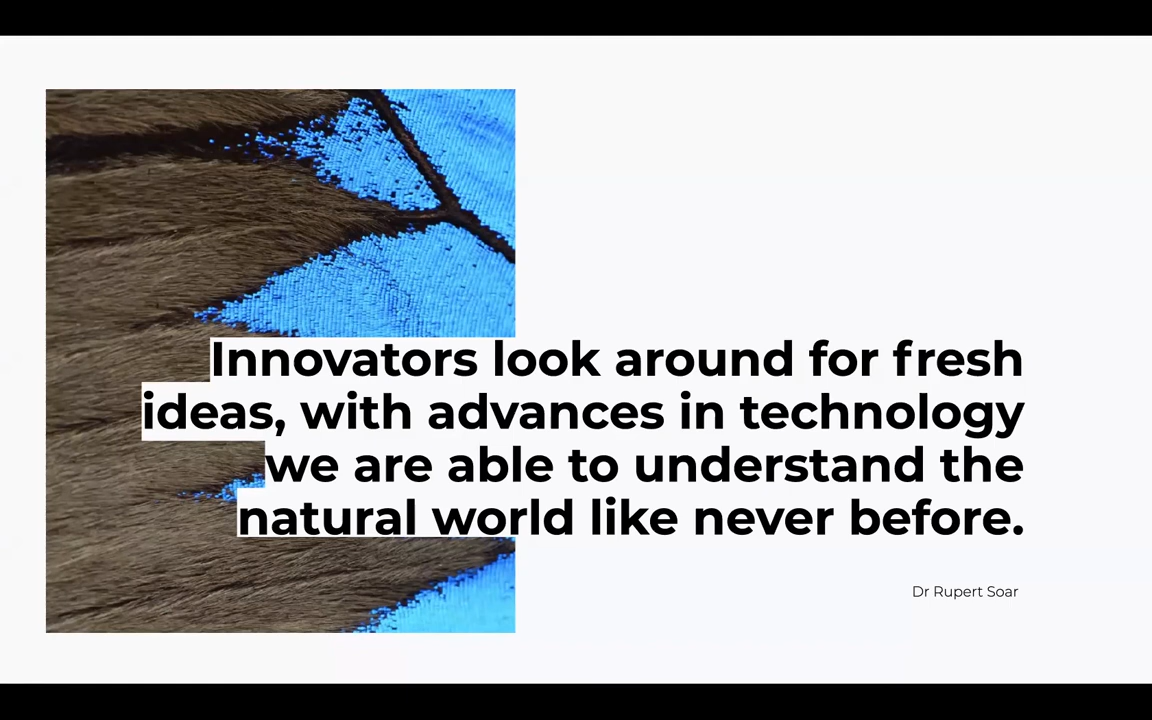 Innovators look around for fresh
ideas, with advances in technology
we are able to understand the
natural world like never before.
Dr Rupert Soar